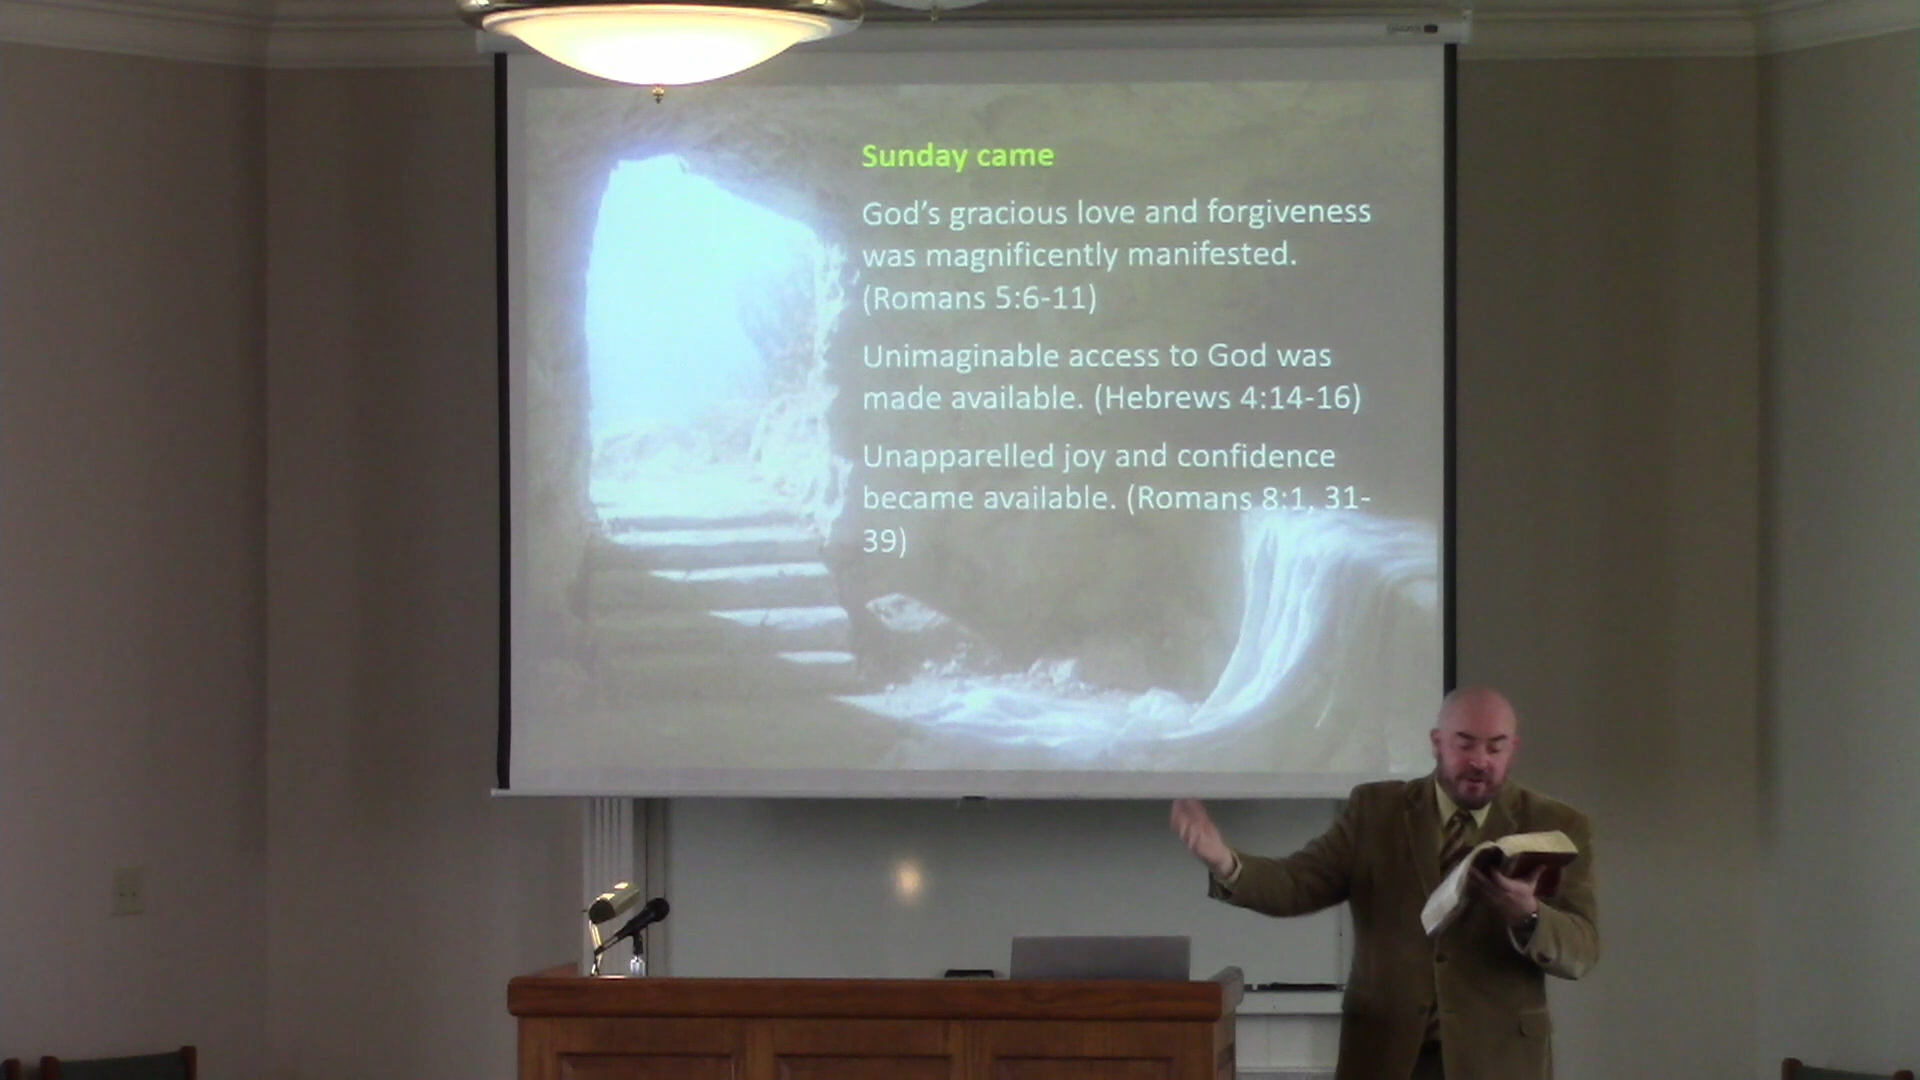 Sunday came
God’s gracious love and forgiveness
was magnificently manifested.
(Romans 5:6-11)
Unimaginable access to God was
made available. (Hebrews 4:14-16)
Unapparelled joy and confidence
became available. (Romans 8:1, 31-
39)